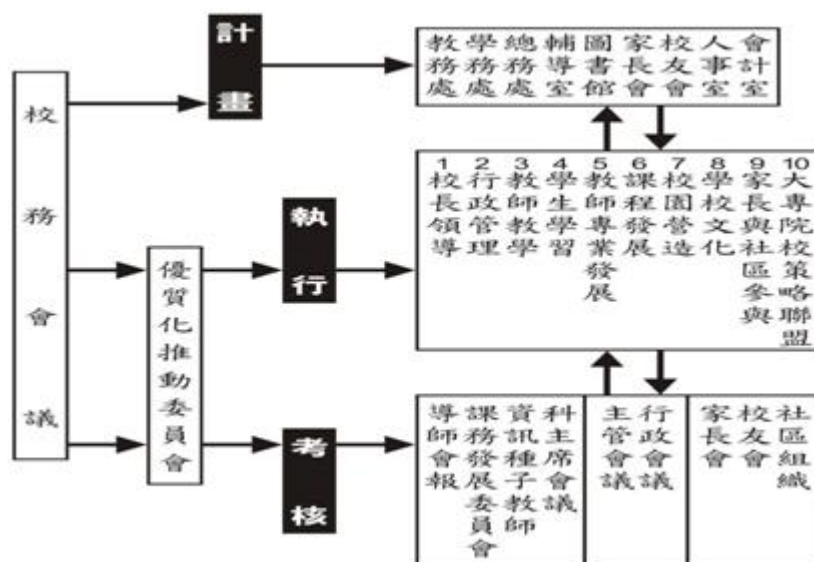 校務會議
優質化推動委員會
計畫
教務處
學務處
總務處
輔導室
圖書館
家長會
校友會
人事室
會計室
執行
1校長領導
2行政管理
3教師教學
4學生學習
5教師專業發展
6課程發展
7校園營造
8學校文化
9家長與社區參與
10大專院校策略聯盟
考核
導師會報
課務發展委員會
資訊種子教師
科主席會議
主管會議
行政會議
家長會
校友會
社區組織